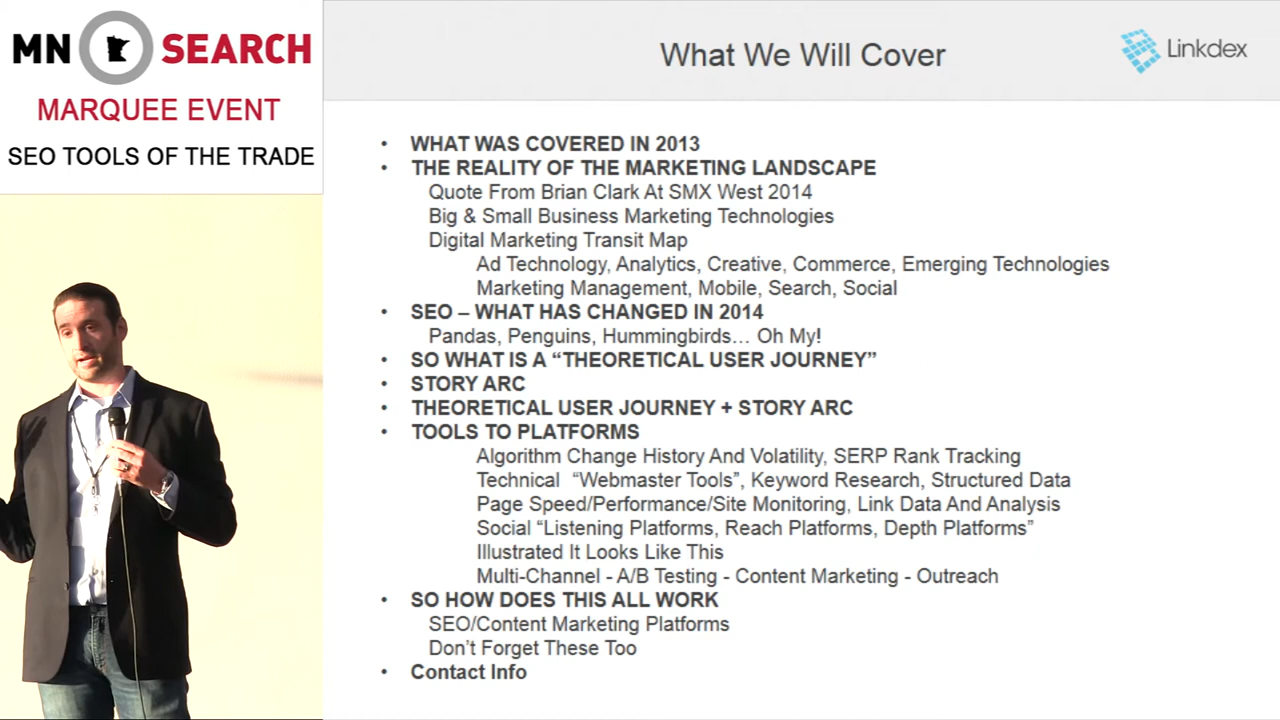 MN SEARCH
MARQUEE EVENT
SEO TOOLS OF THE TRADE
What We Will Cover
Linkdex
• WHAT WAS COVERED IN 2013
• THE REALITY OF THE MARKETING LANDSCAPE
Quote From Brian Clark At SMX West 2014
Big & Small Business Marketing Technologies
Digital Marketing Transit Map
Ad Technology, Analytics, Creative, Commerce, Emerging Technologies
Marketing Management, Mobile, Search, Social
• SEO – WHAT HAS CHANGED IN 2014
Pandas, Penguins, Hummingbirds… Oh My!
• SO WHAT IS A “THEORETICAL USER JOURNEY”
• STORY ARC
• THEORETICAL USER JOURNEY + STORY ARC
• TOOLS TO PLATFORMS
Algorithm Change History And Volatility, SERP Rank Tracking
Technical “Webmaster Tools”, Keyword Research, Structured Data
Page Speed/Performance/Site Monitoring, Link Data And Analysis
Social “Listening Platforms, Reach Platforms, Depth Platforms”
Illustrated It Looks Like This
Multi-Channel - A/B Testing - Content Marketing - Outreach
• SO HOW DOES THIS ALL WORK
SEO/Content Marketing Platforms
Don’t Forget These Too
• Contact Info